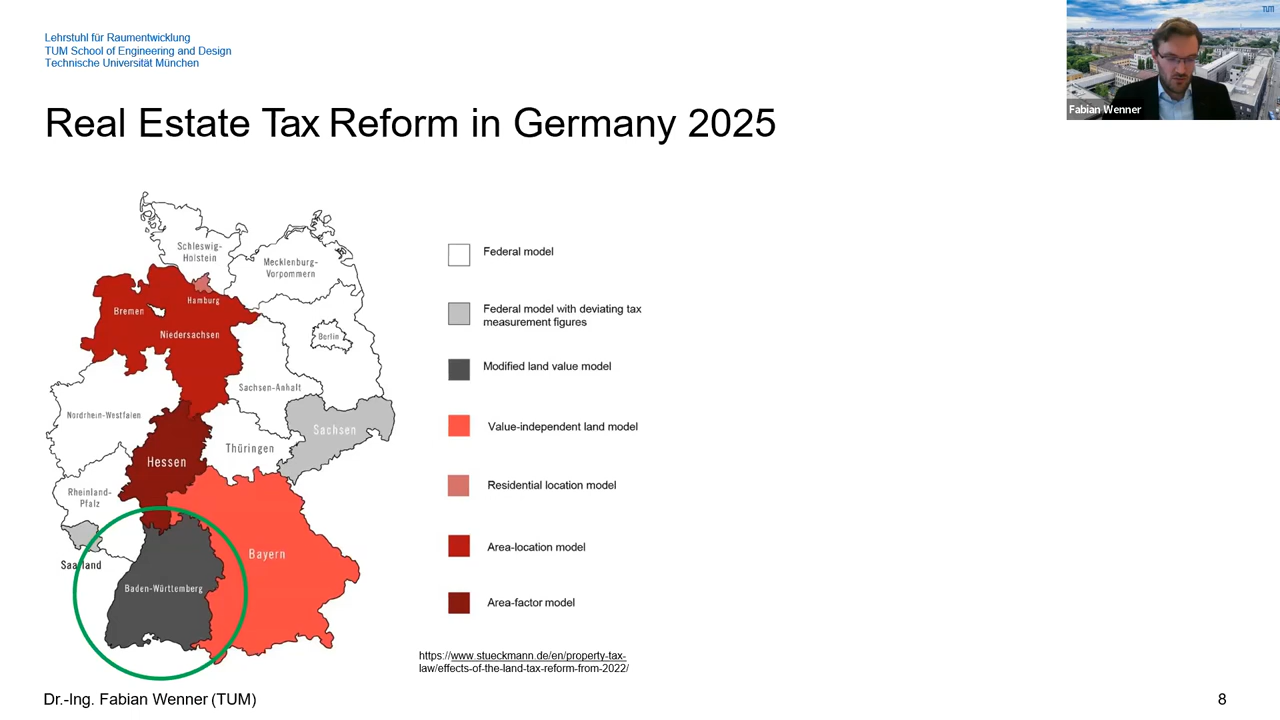 Lehrstuhl für Raumentwicklung
TUM School of Engineering and Design
Technische Universität München
TUM
Fabian Wenner
Real Estate Tax Reform in Germany 2025
Schleswig-
Holstein
Mecklenburg-
Vorpommern
Hamburg
Bremen
Niedersachsen
Berlin
Sachsen-Anhalt
Nordrhein-Westfalen
Sachsen
Thüringen
Hessen
Rheinland-
Pfalz
Bayern
Saarland
Baden-Württemberg
Federal model
Federal model with deviating tax
measurement figures
Modified land value model
Value-independent land model
Residential location model
Area-location model
Area-factor model
https://www.stueckmann.de/en/property-tax-
law/effects-of-the-land-tax-reform-from-2022/
Dr.-Ing. Fabian Wenner (TUM)
8